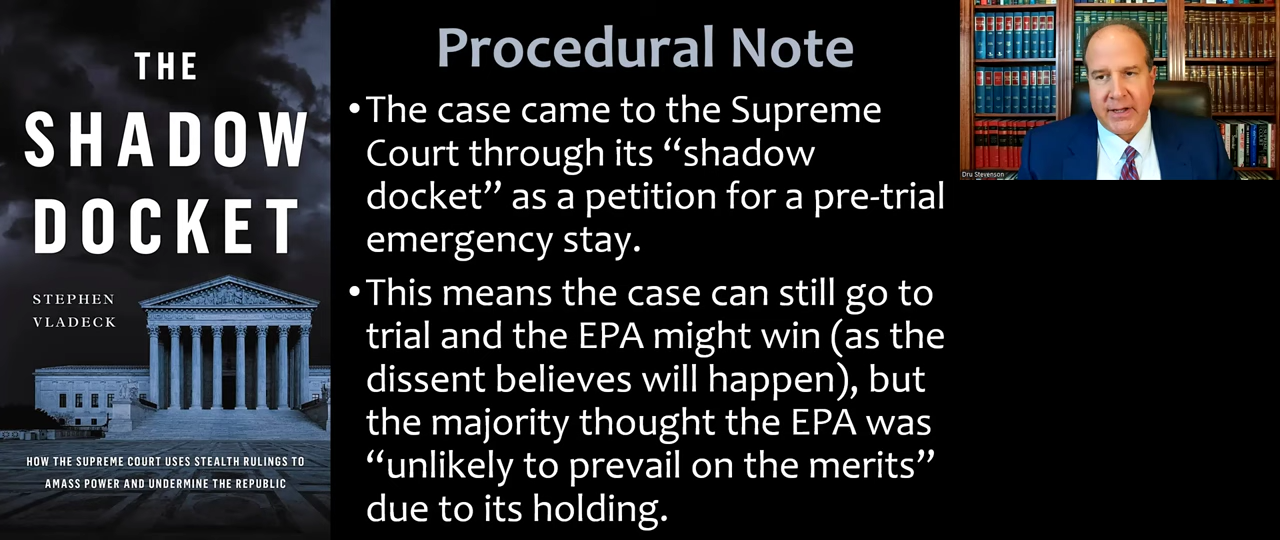 THE
SHADOW
DOCKET
STEPHEN
VLADECK
HOW THE SUPREME COURT USES STEALTH RULINGS TO
AMASS POWER AND UNDERMINE THE REPUBLIC
Procedural Note
•The case came to the Supreme
Court through its “shadow
docket” as a petition for a pre-trial
emergency stay.
•This means the case can still go to
trial and the EPA might win (as the
dissent believes will happen), but
the majority thought the EPA was
“unlikely to prevail on the merits”
due to its holding.
Dru Stevenson